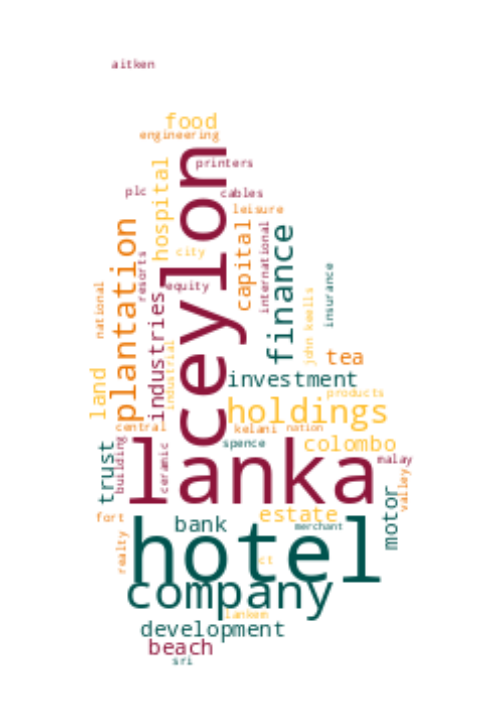 aitken
food
engineering
printers
hospital
plc
cables
leisure
ceylon
plantation
capital
international
finance
city
resorts
equity
national
industries
industrial
john keells
insurance
tea
land
investment
products
holdings
central
kelani
nation
colombo
spence
trust
building
ceramic
lanka
malay
valley
motor
fort
bank
estate
merchant
realty
hotel
ct
company
lankem
development
beach
sri